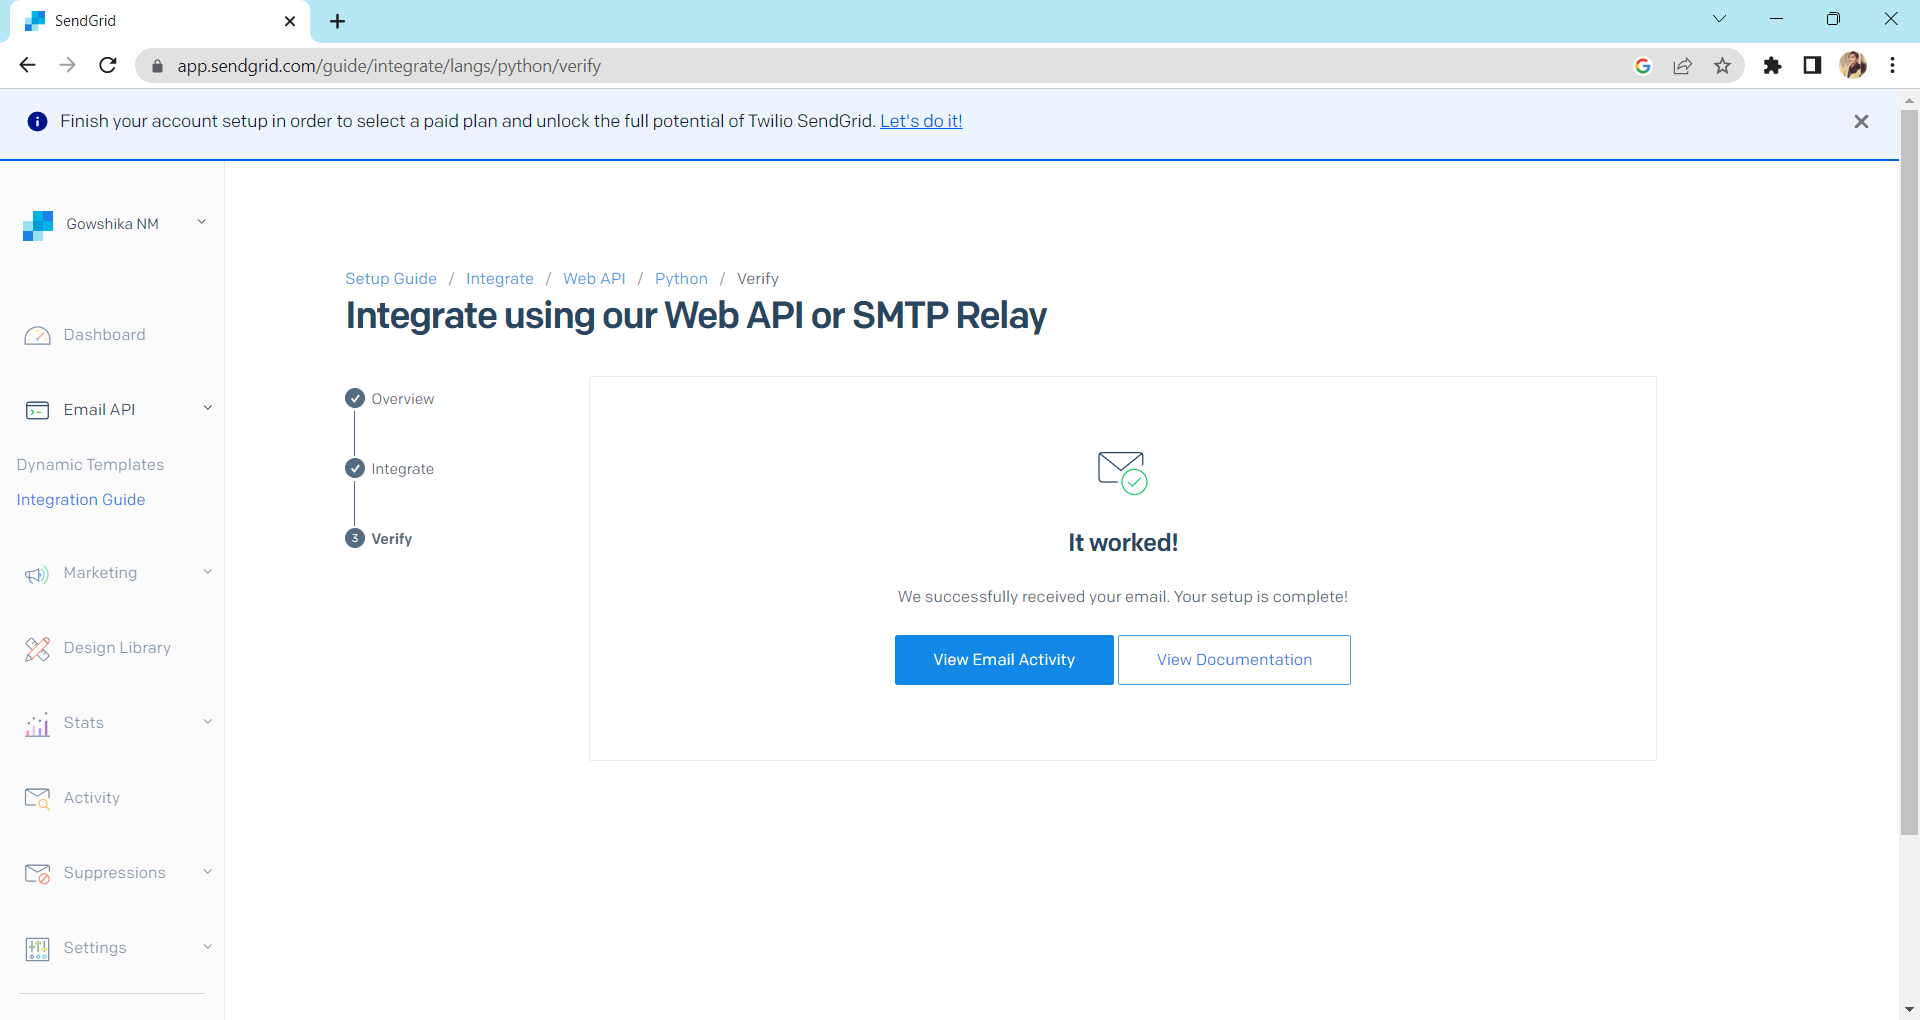 SendGrid
app.sendgrid.com/guide/integrate/langs/python/verify
Finish your account setup in order to select a paid plan and unlock the full potential of Twilio SendGrid. Let's do it!
Gowshika NM
Dashboard
Email API
Dynamic Templates
Integration Guide
Marketing
Design Library
Stats
Activity
Suppressions
Settings
Setup Guide / Integrate / Web API / Python / Verify
Integrate using our Web API or SMTP Relay
Overview
Integrate
3 Verify
It worked!
We successfully received your email. Your setup is complete!
View Email Activity
View Documentation